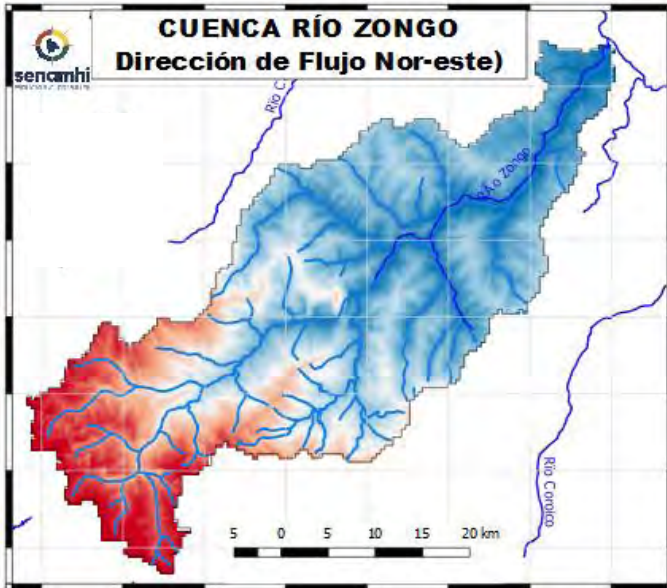 CUENCA RÍO ZONGO
Dirección de Flujo Nor-este)
senamhi
Río C
RÃ­o Zongo
Río Coroico
5 0 5 10 15 20 km